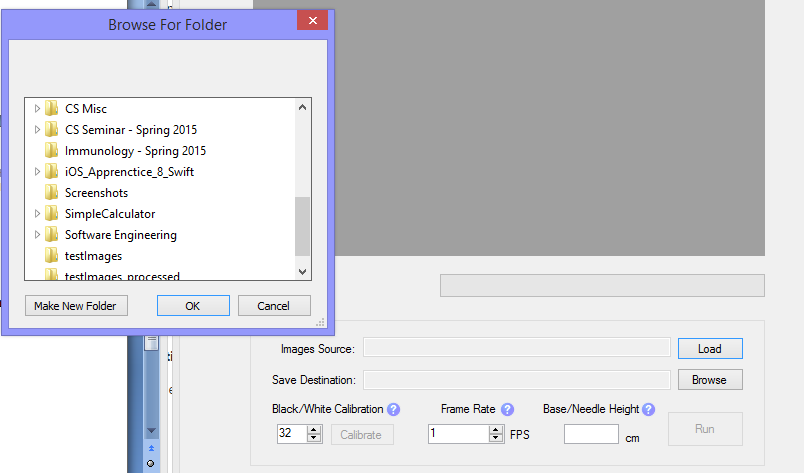 Browse For Folder
CS Misc
CS Seminar - Spring 2015
Immunology - Spring 2015
iOS_Apprenctice_8_Swift
Screenshots
SimpleCalculator
Software Engineering
testImages
testImages_processed
Make New Folder OK Cancel
Images Source: Load
Save Destination: Browse
Black/White Calibration ? Frame Rate ? Base/Needle Height ?
32 Calibrate 1 FPS cm Run